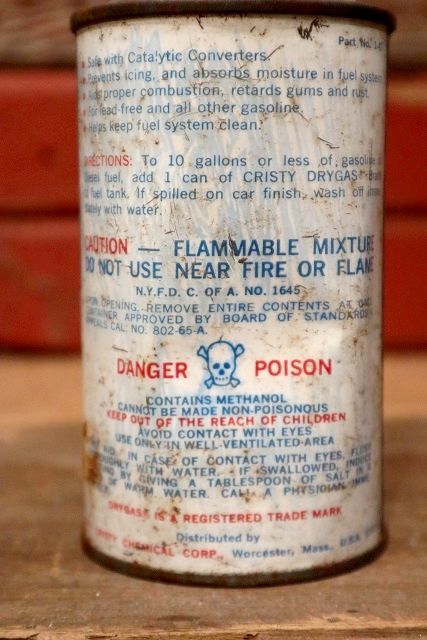 Part No.
Safe with Catalytic Converters.
Prevents icing, and absorbs moisture in fuel system
Aids proper combustion, retards gums and rust.
For lead-free and all other gasoline.
Helps keep fuel system clean.
DIRECTIONS: To 10 gallons or less of gasoline
diesel fuel, add 1 can of CRISTY DRYGAS
fuel tank. If spilled on car finish, wash off
with water.
CAUTION — FLAMMABLE MIXTURE
DO NOT USE NEAR FIRE OR FLAME
N.Y.F.D. C. OF A. NO. 1645
UPON OPENING, REMOVE ENTIRE CONTENTS AT
CONTAINER APPROVED BY BOARD OF STANDARDS
APPEALS CAL. NO. 802-65-A.
DANGER POISON
CONTAINS METHANOL
CANNOT BE MADE NON-POISONOUS
KEEP OUT OF THE REACH OF CHILDREN
AVOID CONTACT WITH EYES
USE ONLY IN WELL-VENTILATED AREA
AID. IN CASE OF CONTACT WITH EYES,
WITH WATER. IF SWALLOWED,
BY GIVING A TABLESPOON OF SALT IN A
OF WARM WATER. CALL A PHYSICIAN
DRYGAS IS A REGISTERED TRADE MARK
Distributed by
CHEMICAL CORP., Worcester, Mass., U.S.A.